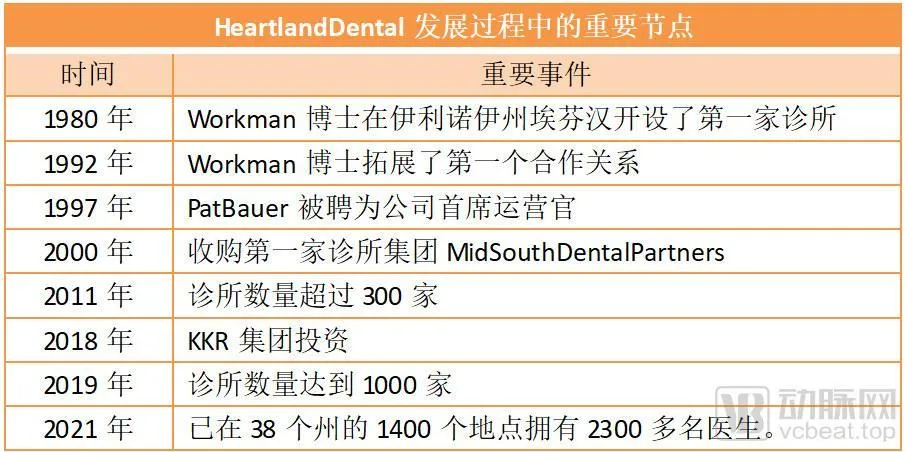 HeartlandDental 发展过程中的重要节点
时间 重要事件
1980 年 Workman 博士在伊利诺伊州埃芬汉开设了第一家诊所
1992 年 Workman 博士拓展了第一个合作关系
1997 年 PatBauer 被聘为公司首席运营官
2000 年 收购第一家诊所集团 MidSouthDentalPartners
2011 年 诊所数量超过 300 家
2018 年 KKR 集团投资
2019 年 诊所数量达到 1000 家
2021 年 已在 38 个州的 1400 个地点拥有 2300 多名医生。
动脉网
vcbeat.top